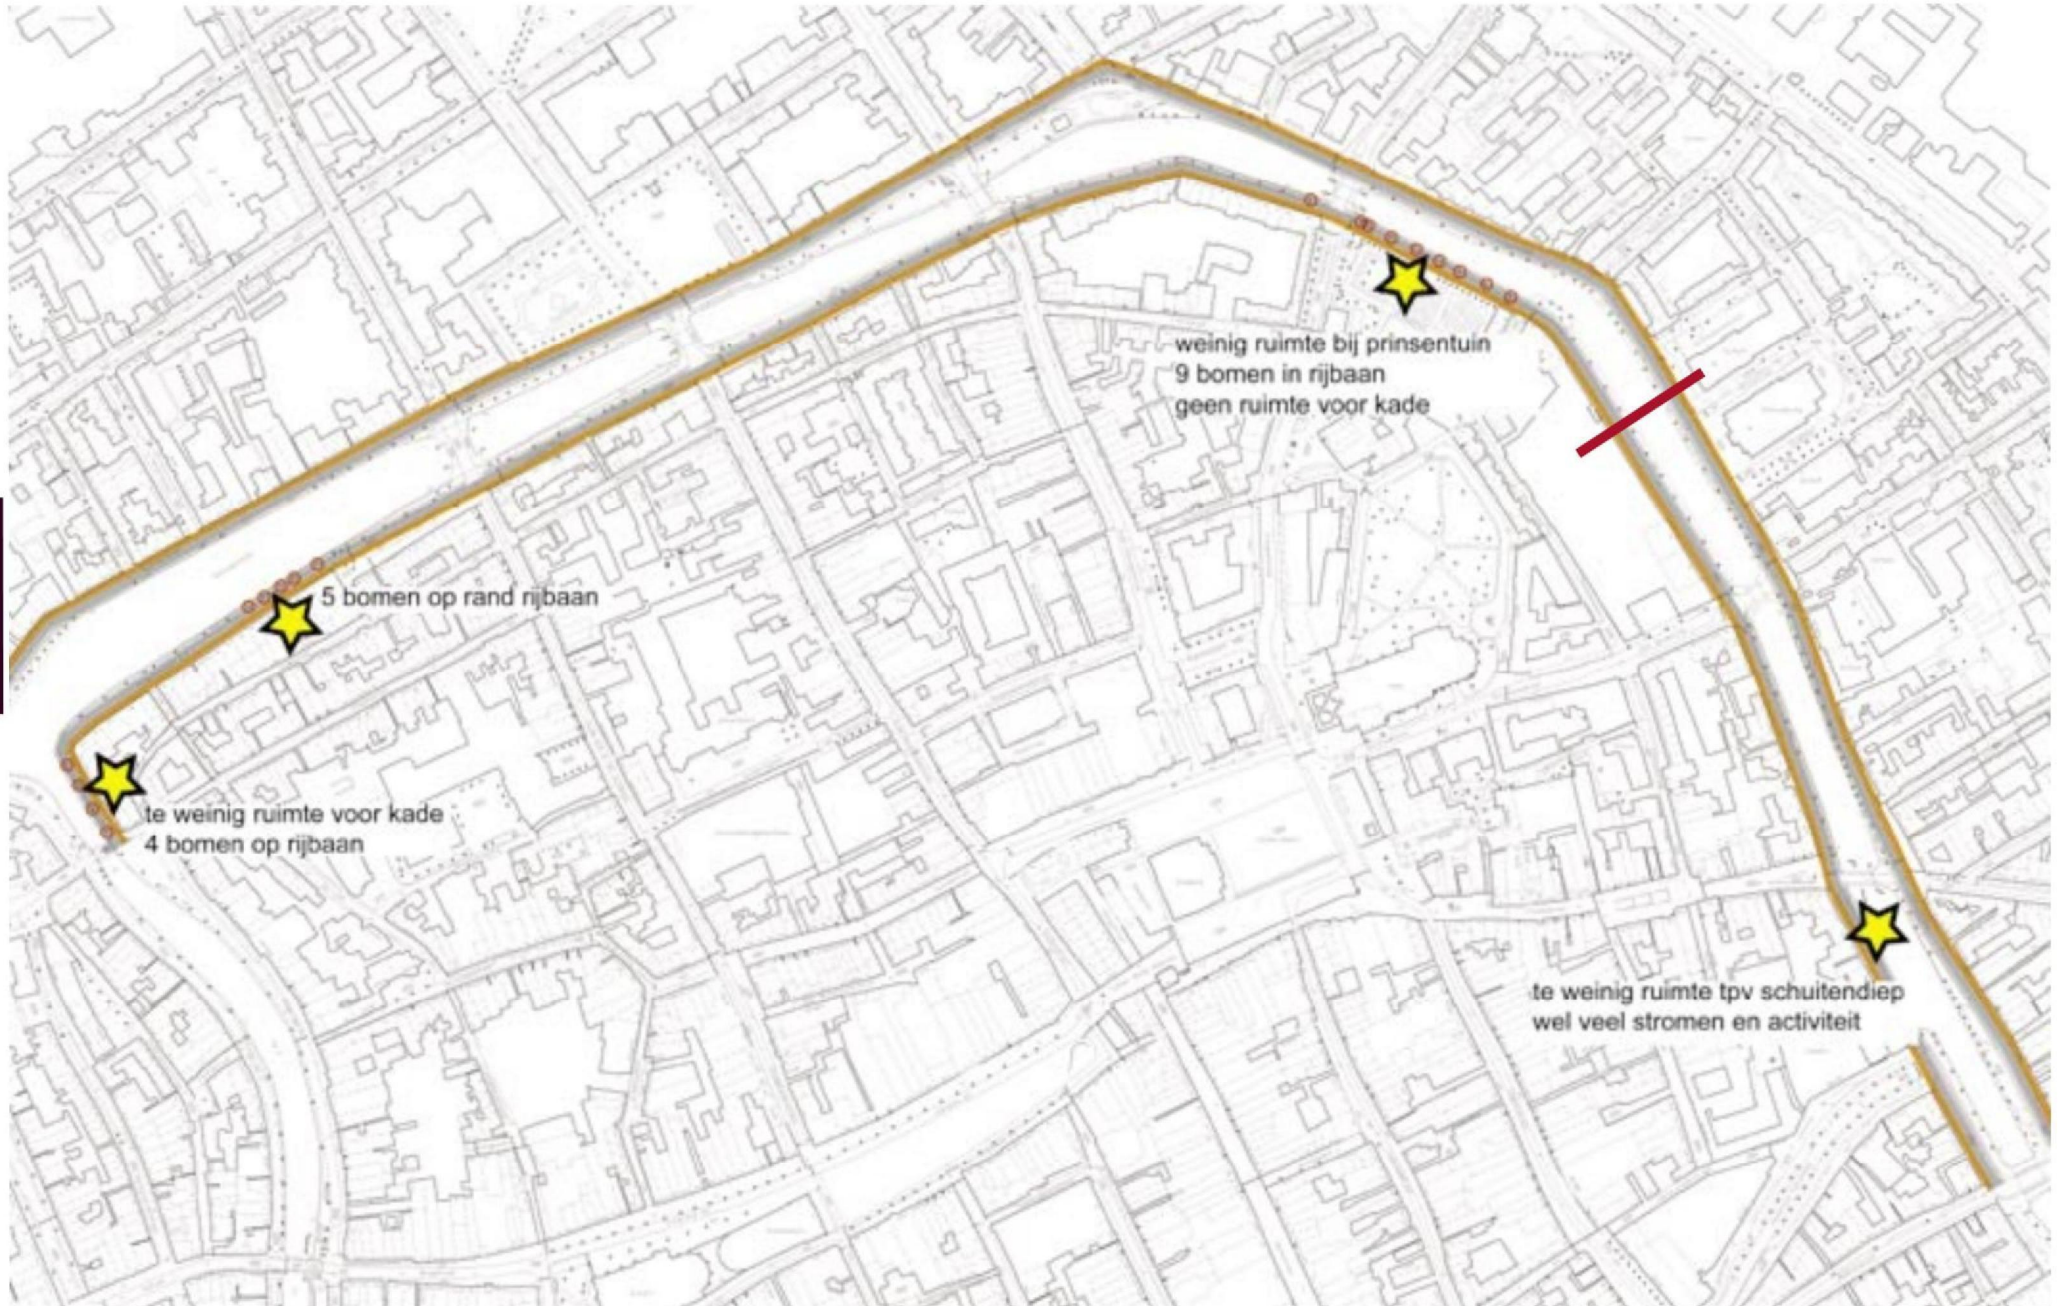 weinig ruimte bij prinsentuin
9 bomen in rijbaan
geen ruimte voor kade
5 bomen op rand rijbaan
te weinig ruimte voor kade
4 bomen op rijbaan
te weinig ruimte tpv schuitendiep
wel veel stromen en activiteit